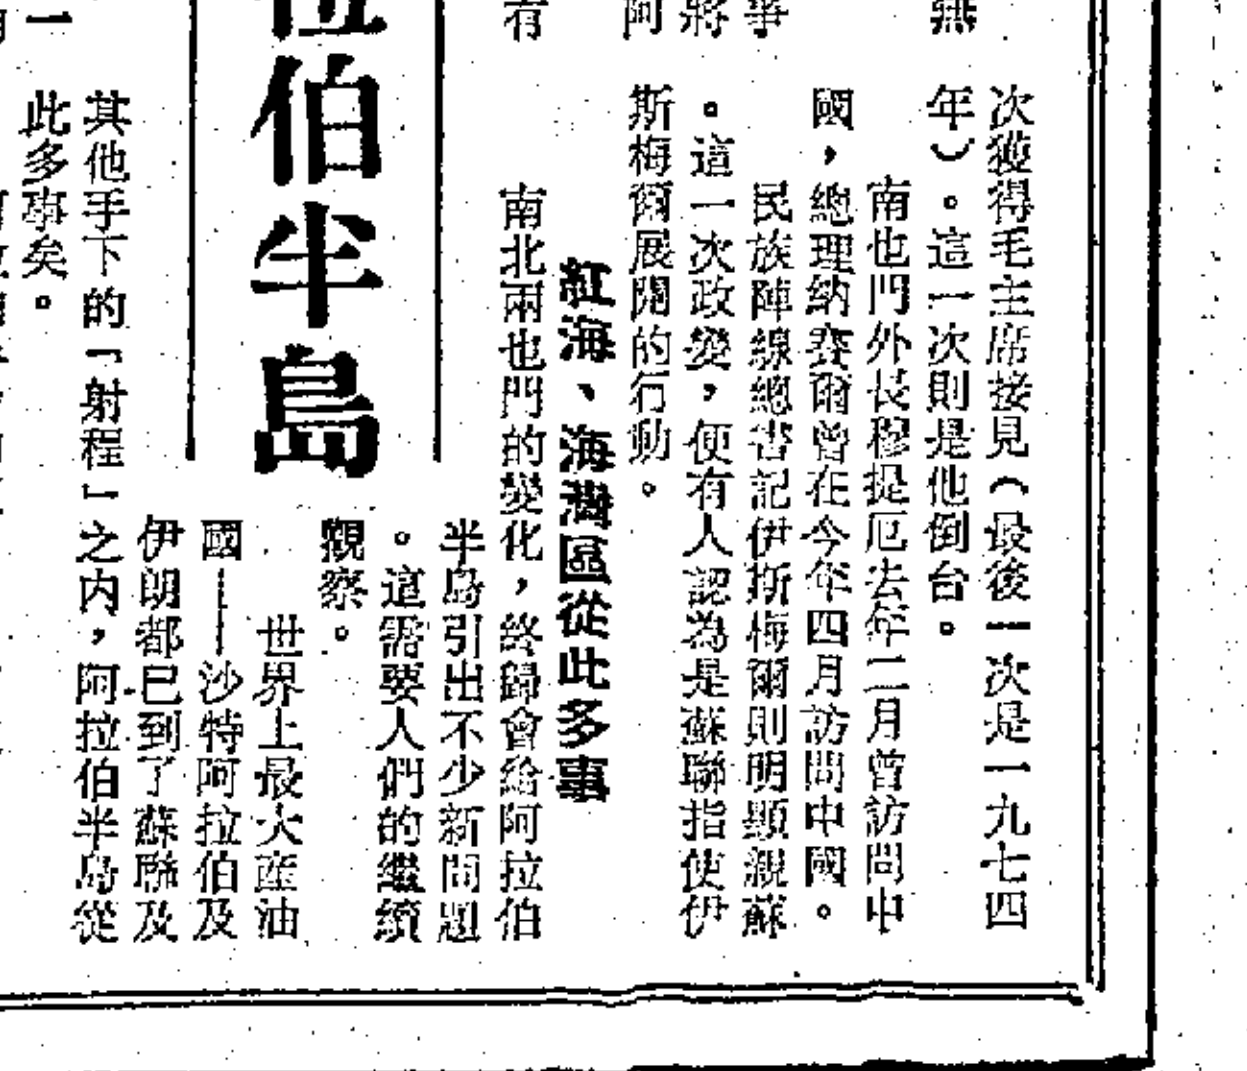 熱
次獲得毛主席接見（最後一次是一九七四
年）。這一次則是他倒台。
南也門外長穆提厄去年二月曾訪問中
國，總理納賽爾曾在今年四月訪問中國。
民族陣線總書記伊斯梅爾則明顯親蘇
。這一次政變，便有人認為是蘇聯指使伊
斯梅爾展開的行動。
爭
將
阿
有
紅海、海灣區從此多事
南北兩也門的變化，終歸會給阿拉伯
半島引出不少新問題
。這需要人們的繼續
觀察。
拉伯半島
世界上最大產油
國——沙特阿拉伯及
伊朗都已到了蘇聯及
其他手下的「射程」之內，阿拉伯半島從
此多事矣。
一